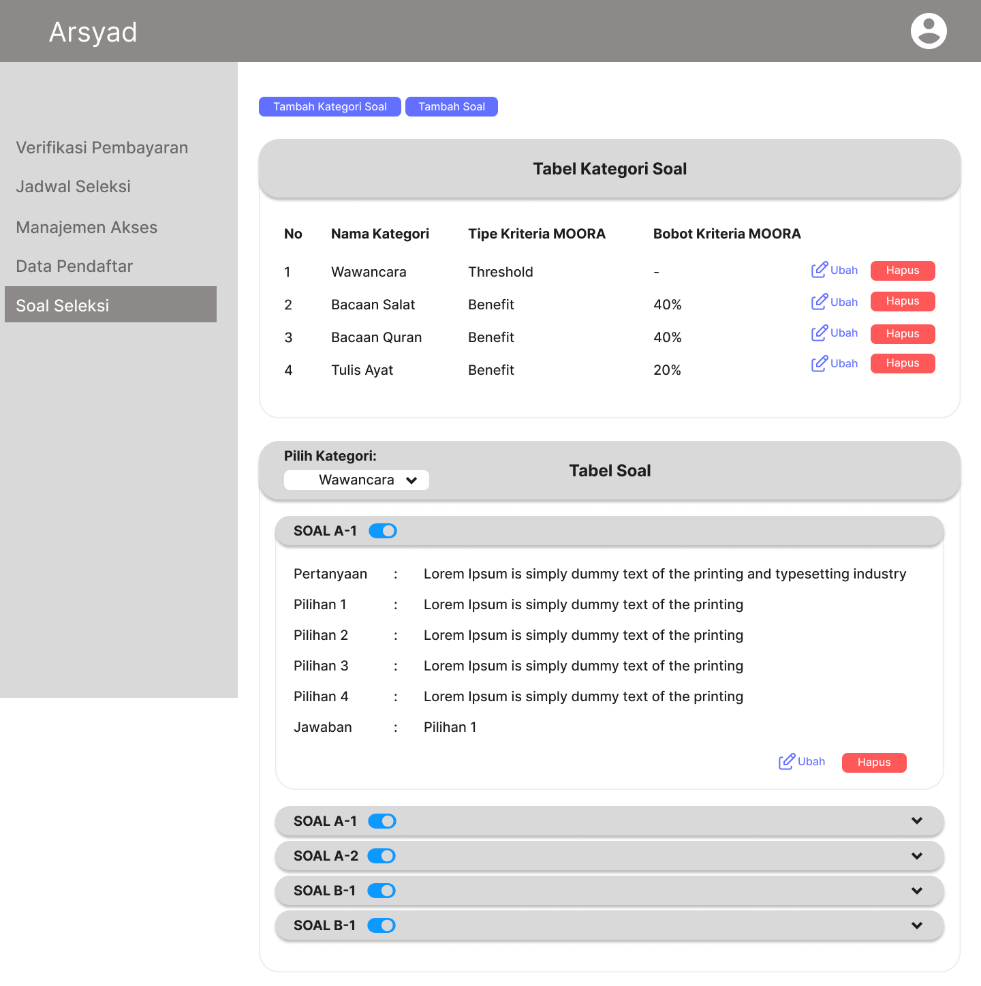 Arsyad
Verifikasi Pembayaran
Jadwal Seleksi
Manajemen Akses
Data Pendaftar
Soal Seleksi
Tambah Kategori Soal Tambah Soal
Tabel Kategori Soal
No Nama Kategori Tipe Kriteria MOORA Bobot Kriteria MOORA
1 Wawancara Threshold - Ubah Hapus
2 Bacaan Salat Benefit 40% Ubah Hapus
3 Bacaan Quran Benefit 40% Ubah Hapus
4 Tulis Ayat Benefit 20% Ubah Hapus
Pilih Kategori:
Wawancara
Tabel Soal
SOAL A-1
Pertanyaan : Lorem Ipsum is simply dummy text of the printing and typesetting industry
Pilihan 1 : Lorem Ipsum is simply dummy text of the printing
Pilihan 2 : Lorem Ipsum is simply dummy text of the printing
Pilihan 3 : Lorem Ipsum is simply dummy text of the printing
Pilihan 4 : Lorem Ipsum is simply dummy text of the printing
Jawaban : Pilihan 1
Ubah Hapus
SOAL A-1
SOAL A-2
SOAL B-1
SOAL B-1